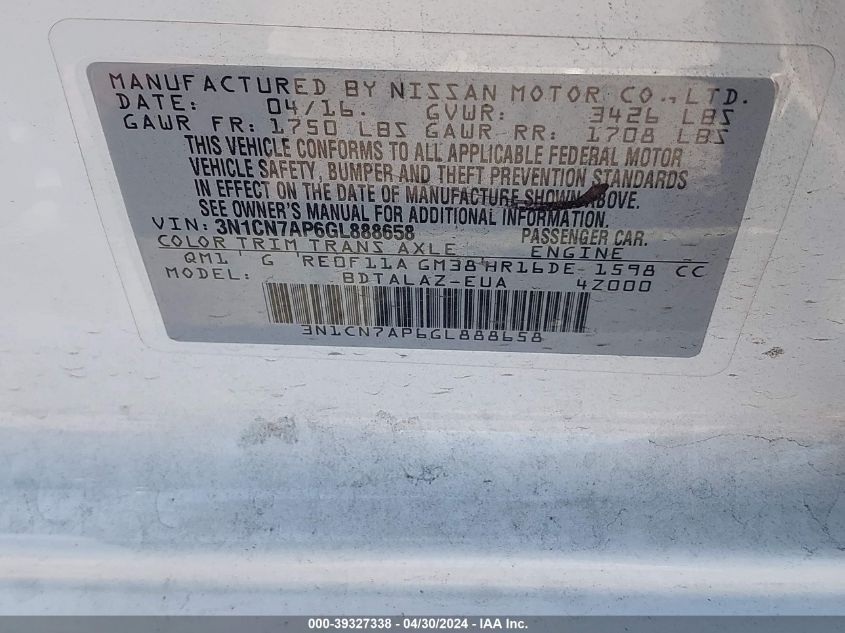 MANUFACTURED BY NISSAN MOTOR CO., LTD.
DATE: 04/16. GVWR: 3426 LBS
GAWR FR: 1750 LBS GAWR RR: 1708 LBS
THIS VEHICLE CONFORMS TO ALL APPLICABLE FEDERAL MOTOR
VEHICLE SAFETY, BUMPER AND THEFT PREVENTION STANDARDS
IN EFFECT ON THE DATE OF MANUFACTURE SHOWN ABOVE.
SEE OWNER'S MANUAL FOR ADDITIONAL INFORMATION.
VIN: 3N1CN7AP6GL888658 PASSENGER CAR.
COLOR TRIM TRANS AXLE ENGINE
QM1 G RE0F11A GM38 HR16DE 1598 CC
MODEL: BDTALAZ-EUA 4Z000
3N1CN7AP6GL888658
000-39327338 - 04/30/2024 - IAA Inc.